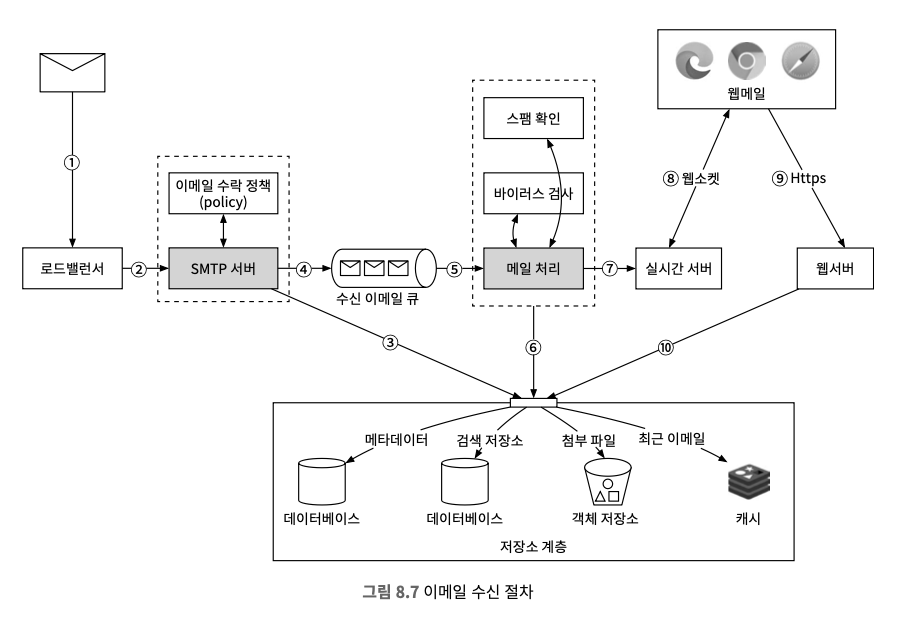 웹메일
스팸 확인
①
이메일 수락 정책
(policy)
바이러스 검사
⑧ 웹소켓
⑨ Https
로드밸런서
②
SMTP 서버
④
수신 이메일 큐
⑤
메일 처리
⑦
실시간 서버
웹서버
③
⑥
⑩
메타데이터
검색 저장소
첨부 파일
최근 이메일
데이터베이스
데이터베이스
객체 저장소
캐시
저장소 계층
그림 8.7 이메일 수신 절차